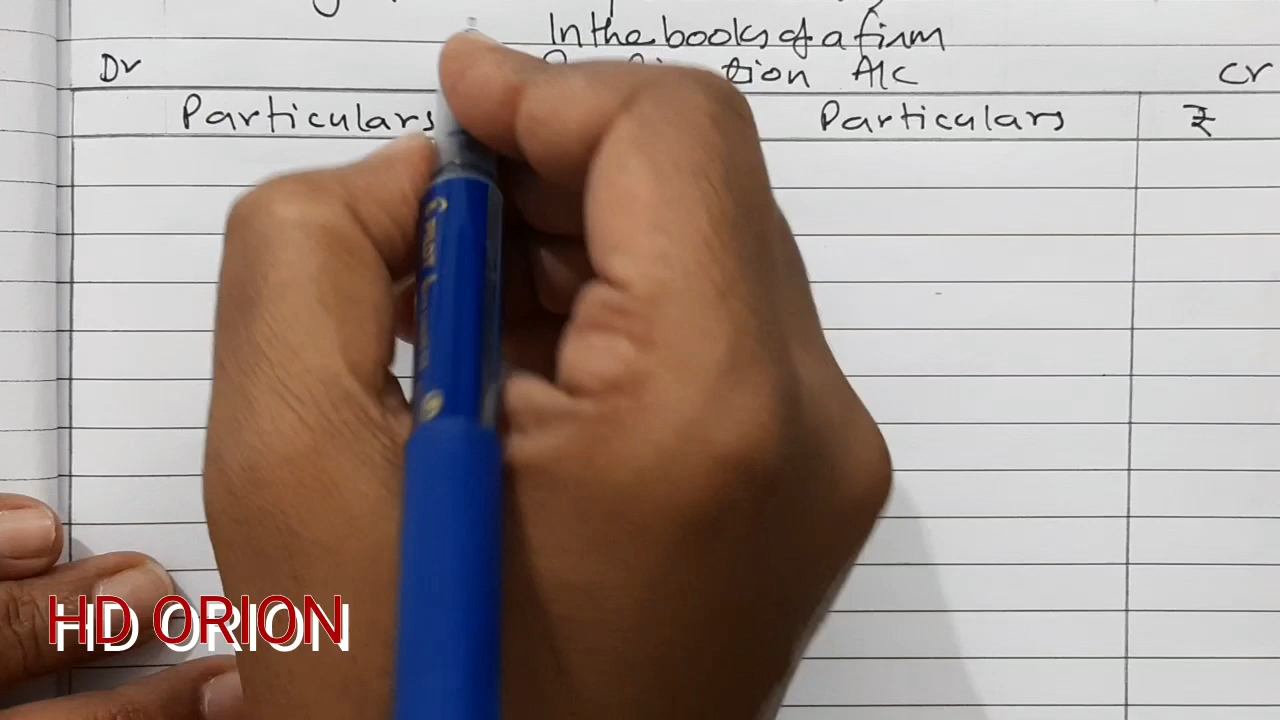 In the books of a firm
Dr A/C Cr
Particulars Particulars ₹
HD ORION